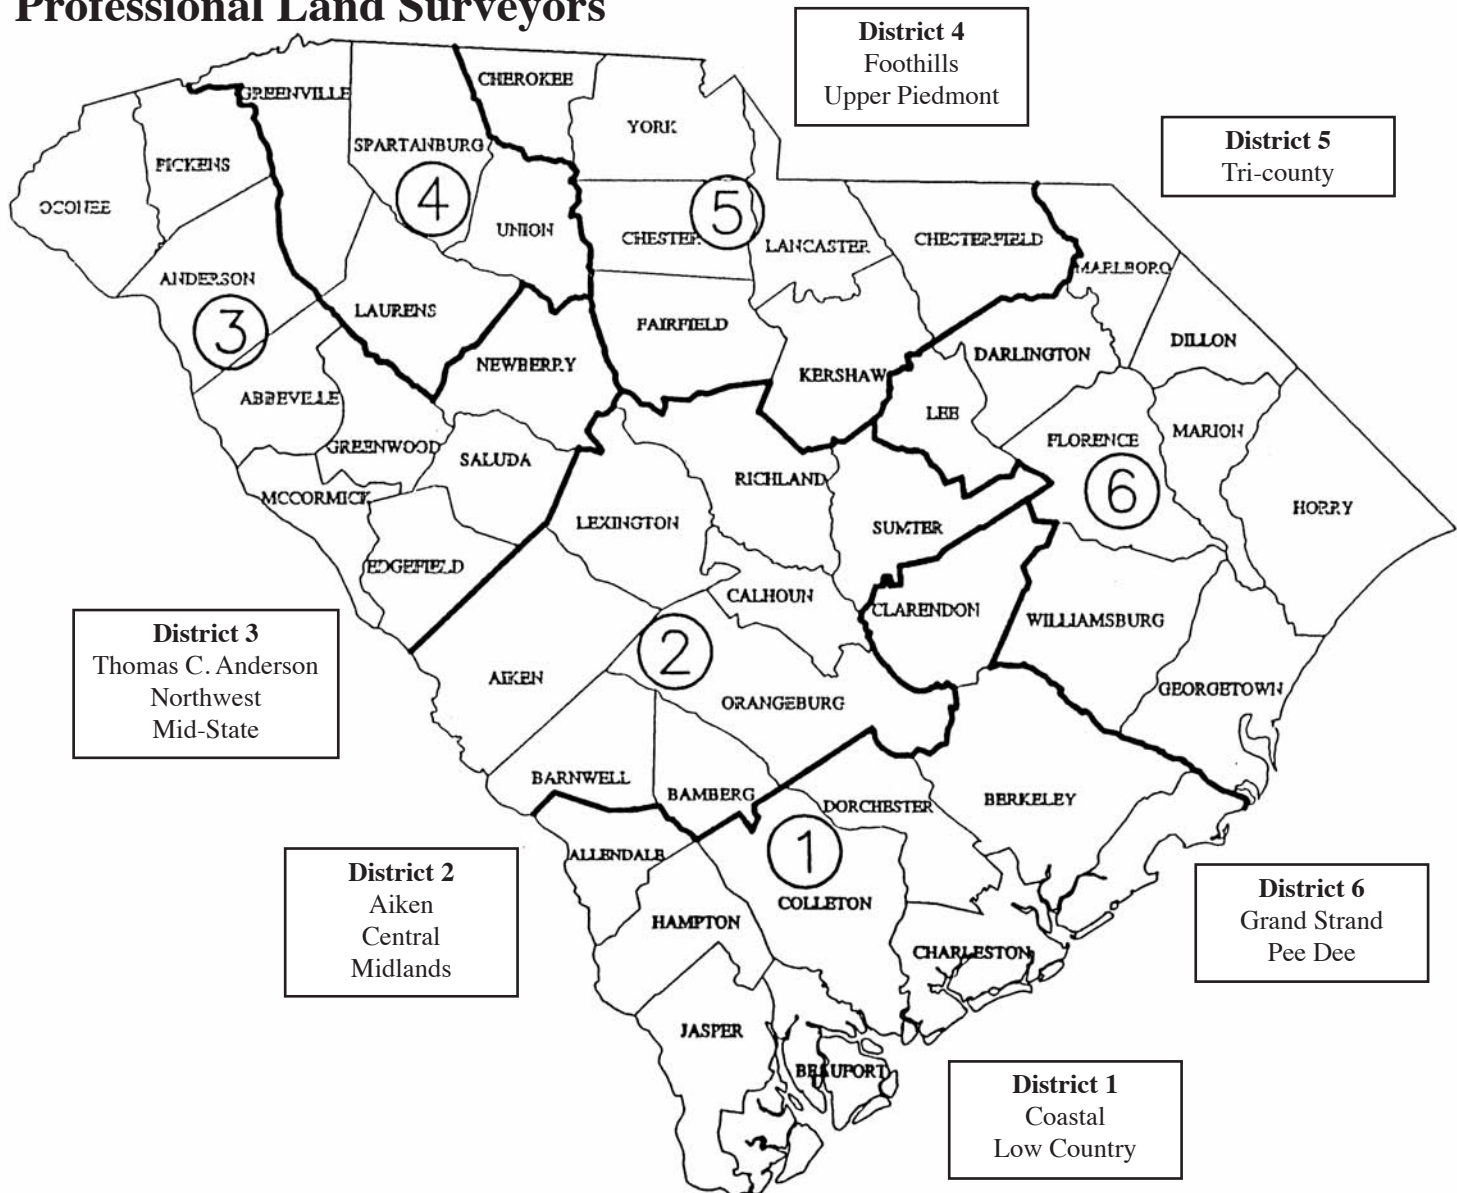 Professional Land Surveyors
District 4
Foothills
Upper Piedmont
District 5
Tri-county
CHEROKEE
GREENVILLE
YORK
SPARTANBURG
PICKENS
4
5
OCONEE
UNION
CHESTER
LANCASTER
CHESTERFIELD
MARLBORO
ANDERSON
3
LAURENS
FAIRFIELD
DILLON
DARLINGTON
NEWBERRY
KERSHAW
ABBEVILLE
LEE
GREENWOOD
FLORENCE
MARION
SALUDA
RICHLAND
6
MCCORMICK
HORRY
LEXINGTON
SUMTER
EDGEFIELD
CALHOUN
CLARENDON
WILLIAMSBURG
District 3
Thomas C. Anderson
Northwest
Mid-State
2
AIKEN
ORANGEBURG
GEORGETOWN
BARNWELL
BAMBERG
DORCHESTER
BERKELEY
ALLENDALE
1
COLLETON
HAMPTON
CHARLESTON
District 2
Aiken
Central
Midlands
District 6
Grand Strand
Pee Dee
JASPER
BEAUFORT
District 1
Coastal
Low Country